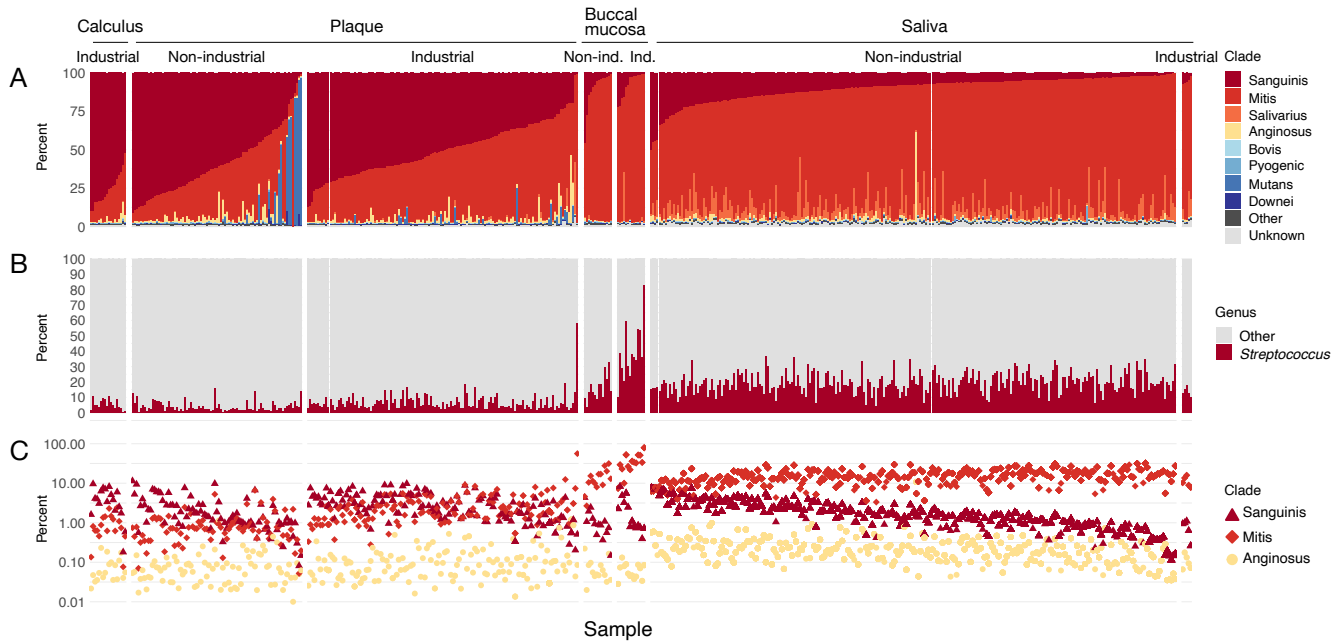 Calculus
Plaque
Buccal
mucosa
Saliva
Industrial
Non-industrial
Industrial
Non-ind.
Ind.
Non-industrial
Industrial
A
Percent
100
75
50
25
0
Clade
Sanguinis
Mitis
Salivarius
Anginosus
Bovis
Pyogenic
Mutans
Downei
Other
Unknown
B
Percent
100
90
80
70
60
50
40
30
20
10
0
Genus
Other
Streptococcus
C
Percent
100.00
10.00
1.00
0.10
0.01
Clade
Sanguinis
Mitis
Anginosus
Sample